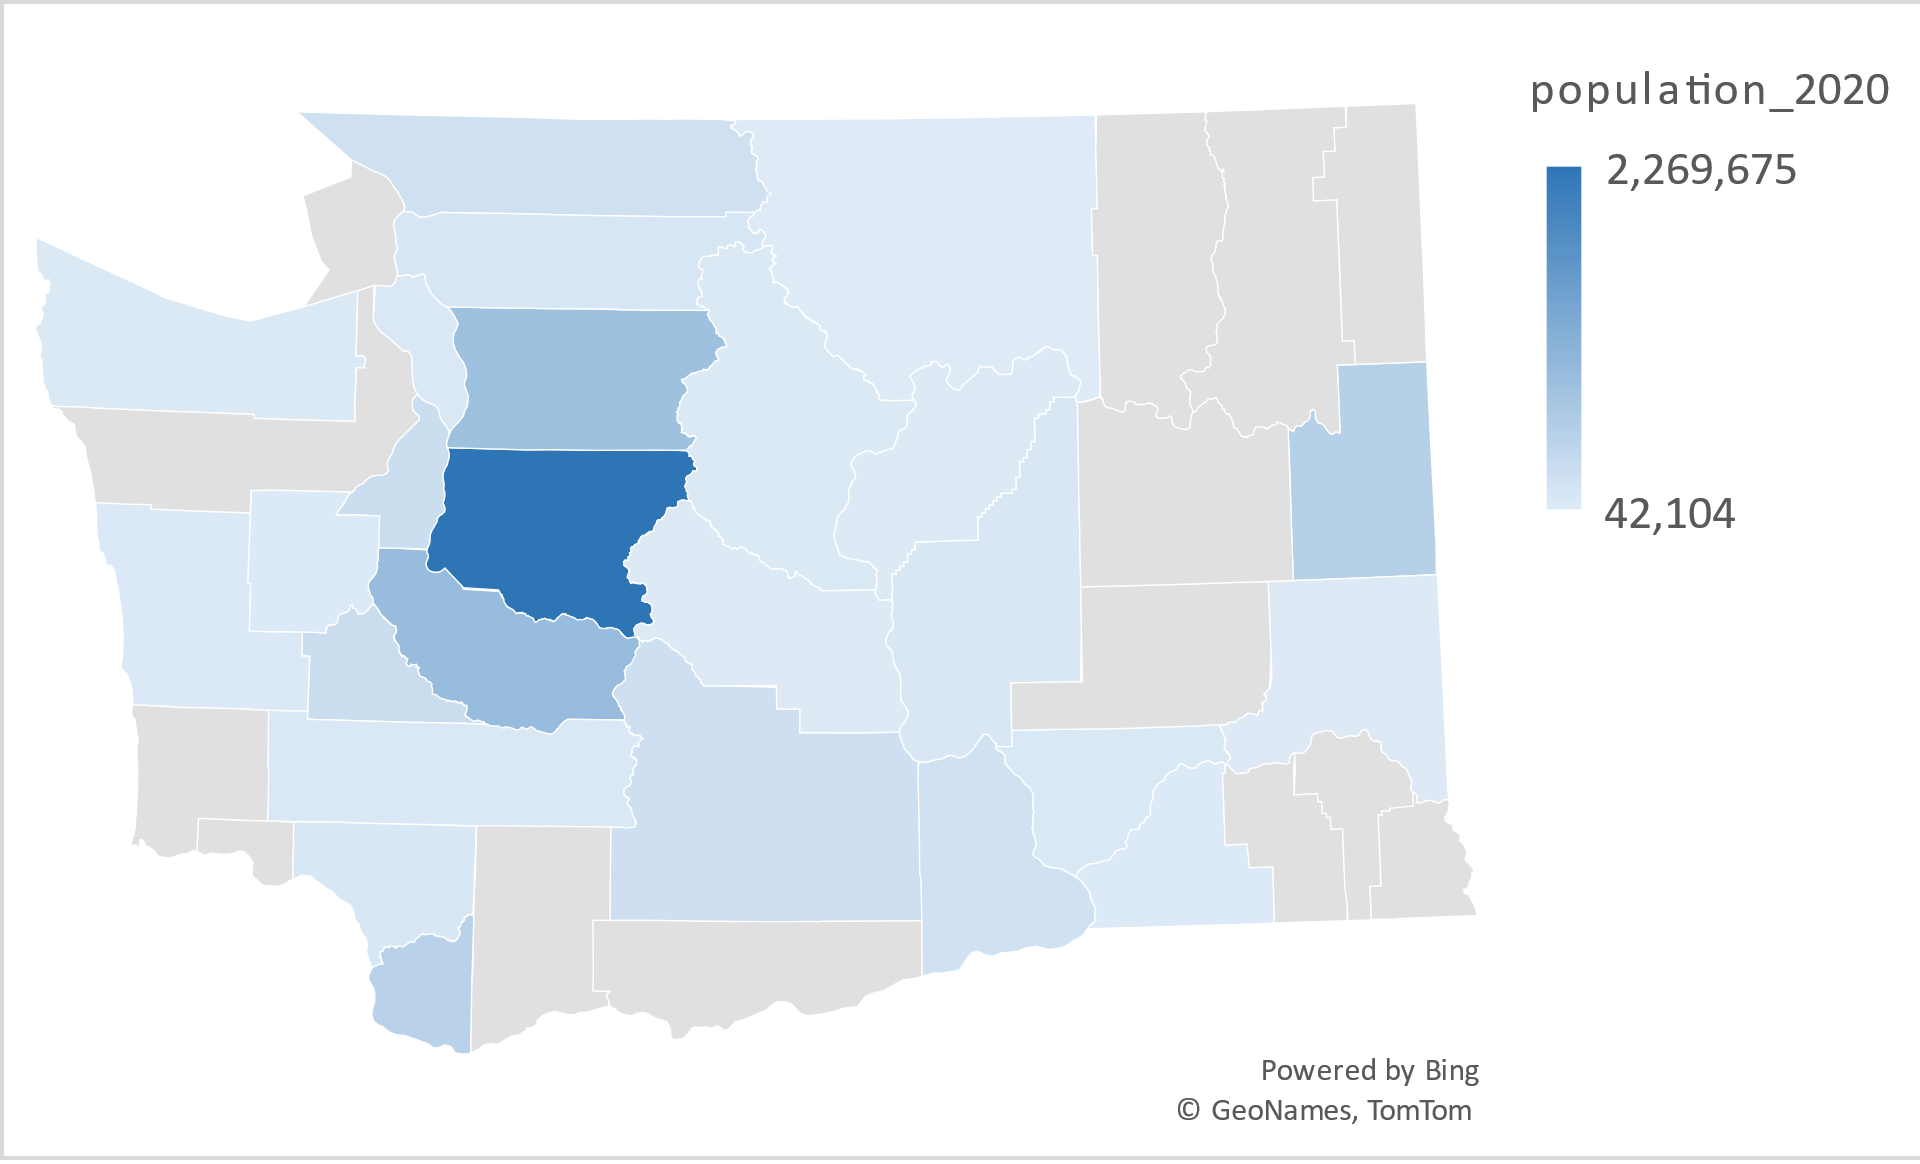 population_2020
2,269,675
42,104
Powered by Bing
© GeoNames, TomTom